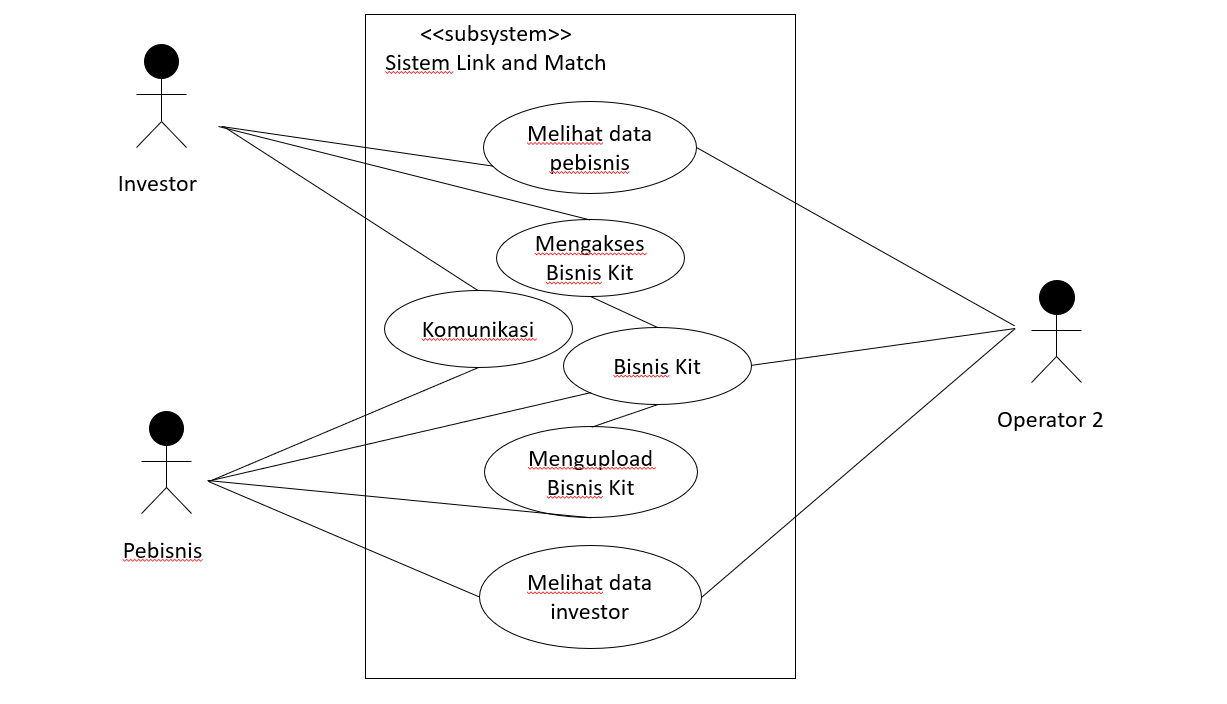 <<subsystem>>
Sistem Link and Match
Investor
Melihat data
pebisnis
Mengakses
Bisnis Kit
Komunikasi
Bisnis Kit
Operator 2
Mengupload
Bisnis Kit
Pebisnis
Melihat data
investor